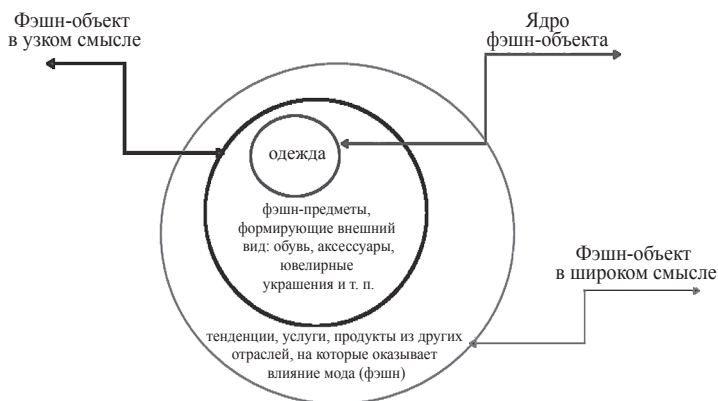 Фэшн-объект
в узком смысле
Ядро
фэшн-объекта
одежда
фэшн-предметы,
формирующие внешний
вид: обувь, аксессуары,
ювелирные
украшения и т. п.
Фэшн-объект
в широком смысле
тенденции, услуги, продукты из других
отраслей, на которые оказывает
влияние мода (фэшн)